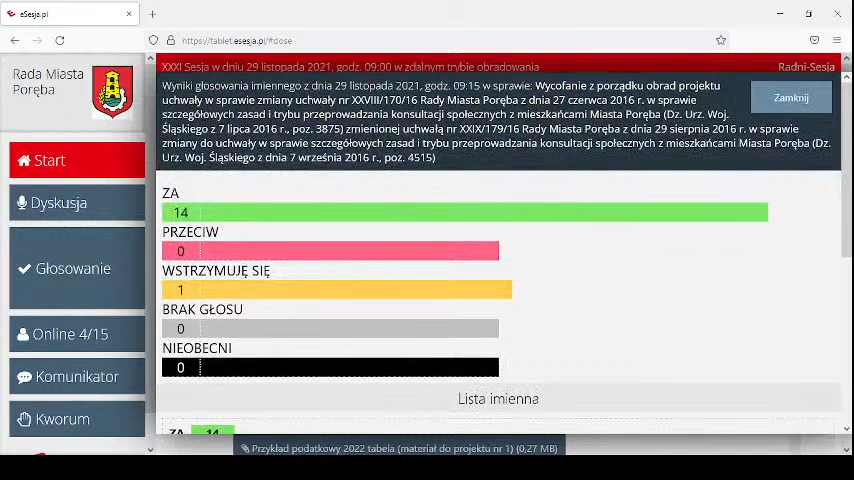 eSesja.pl
https://tablet.esesja.pl/#dose
Rada Miasta
Poręba
Start
Dyskusja
Głosowanie
Online 4/15
Komunikator
Kworum
XXXI Sesja w dniu 29 listopada 2021, godz. 09:00 w zdalnym trybie obradowania
Radni-Sesja
Wyniki głosowania imiennego z dnia 29 listopada 2021, godz. 09:15 w sprawie: Wycofanie z porządku obrad projektu
uchwały w sprawie zmiany uchwały nr XXVIII/170/16 Rady Miasta Poręba z dnia 27 czerwca 2016 r. w sprawie
szczegółowych zasad i trybu przeprowadzania konsultacji społecznych z mieszkańcami Miasta Poręba (Dz. Urz. Woj.
Śląskiego z 7 lipca 2016 r., poz. 3875) zmienionej uchwałą nr XXIX/179/16 Rady Miasta Poręba z dnia 29 sierpnia 2016 r. w sprawie
zmiany do uchwały w sprawie szczegółowych zasad i trybu przeprowadzania konsultacji społecznych z mieszkańcami Miasta Poręba (Dz.
Urz. Woj. Śląskiego z dnia 7 września 2016 r., poz. 4515)
Zamknij
ZA
14
PRZECIW
0
WSTRZYMUJĘ SIĘ
1
BRAK GŁOSU
0
NIEOBECNI
0
Lista imienna
ZA 14
Przykład podatkowy 2022 tabela (materiał do projektu nr 1) (0,27 MB)